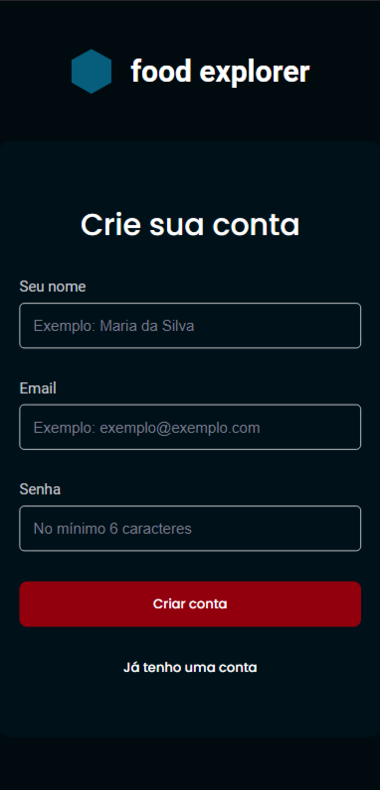 food explorer
Crie sua conta
Seu nome
Exemplo: Maria da Silva
Email
Exemplo: exemplo@exemplo.com
Senha
No mínimo 6 caracteres
Criar conta
Já tenho uma conta